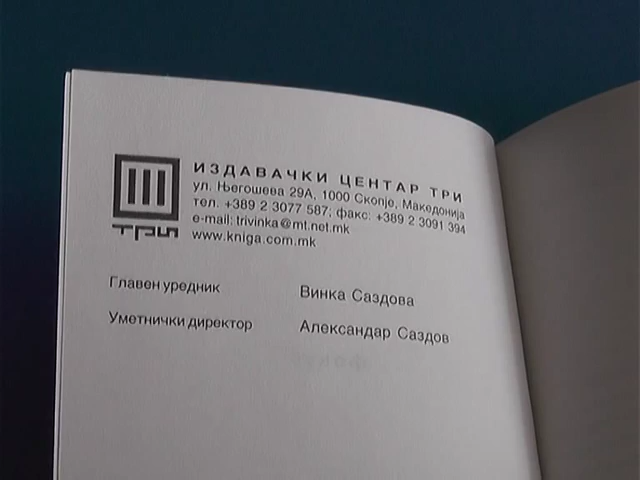 ИЗДАВАЧКИ ЦЕНТАР ТРИ
ул. Његошева 29А, 1000 Скопје, Македонија
тел. +389 2 3077 587; факс: +389 2 3091 394
e-mail: trivinka@mt.net.mk
www.kniga.com.mk
ТРИ
Главен уредник Винка Саздова
Уметнички директор Александар Саздов